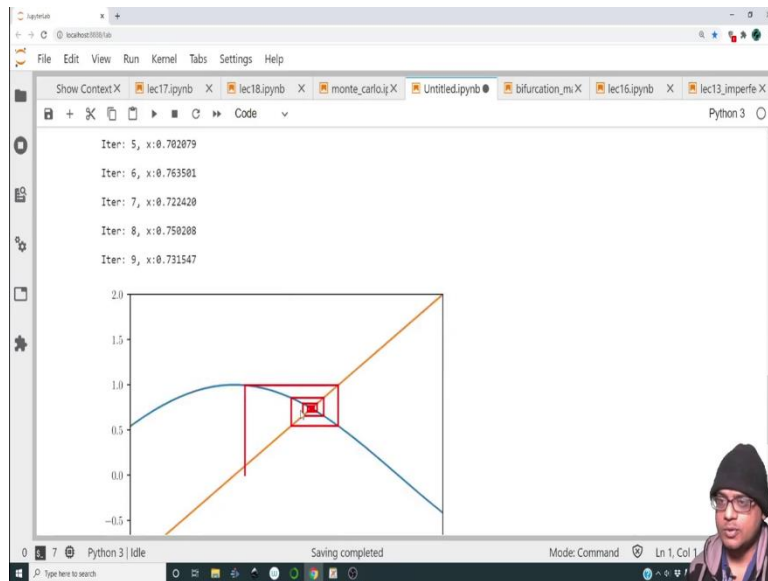 JupyterLab
localhost:8888/lab
File Edit View Run Kernel Tabs Settings Help
Show Context lec17.ipynb lec18.ipynb monte_carlo.ip Untitled.ipynb bifurcation_m lec16.ipynb lec13_imperfe
Code Python 3
Iter: 5, x:0.702079
Iter: 6, x:0.763501
Iter: 7, x:0.722420
Iter: 8, x:0.750208
Iter: 9, x:0.731547
2.0
1.5
1.0
0.5
0.0
−0.5
0 7 Python 3 | Idle Saving completed Mode: Command Ln 1, Col
Type here to search